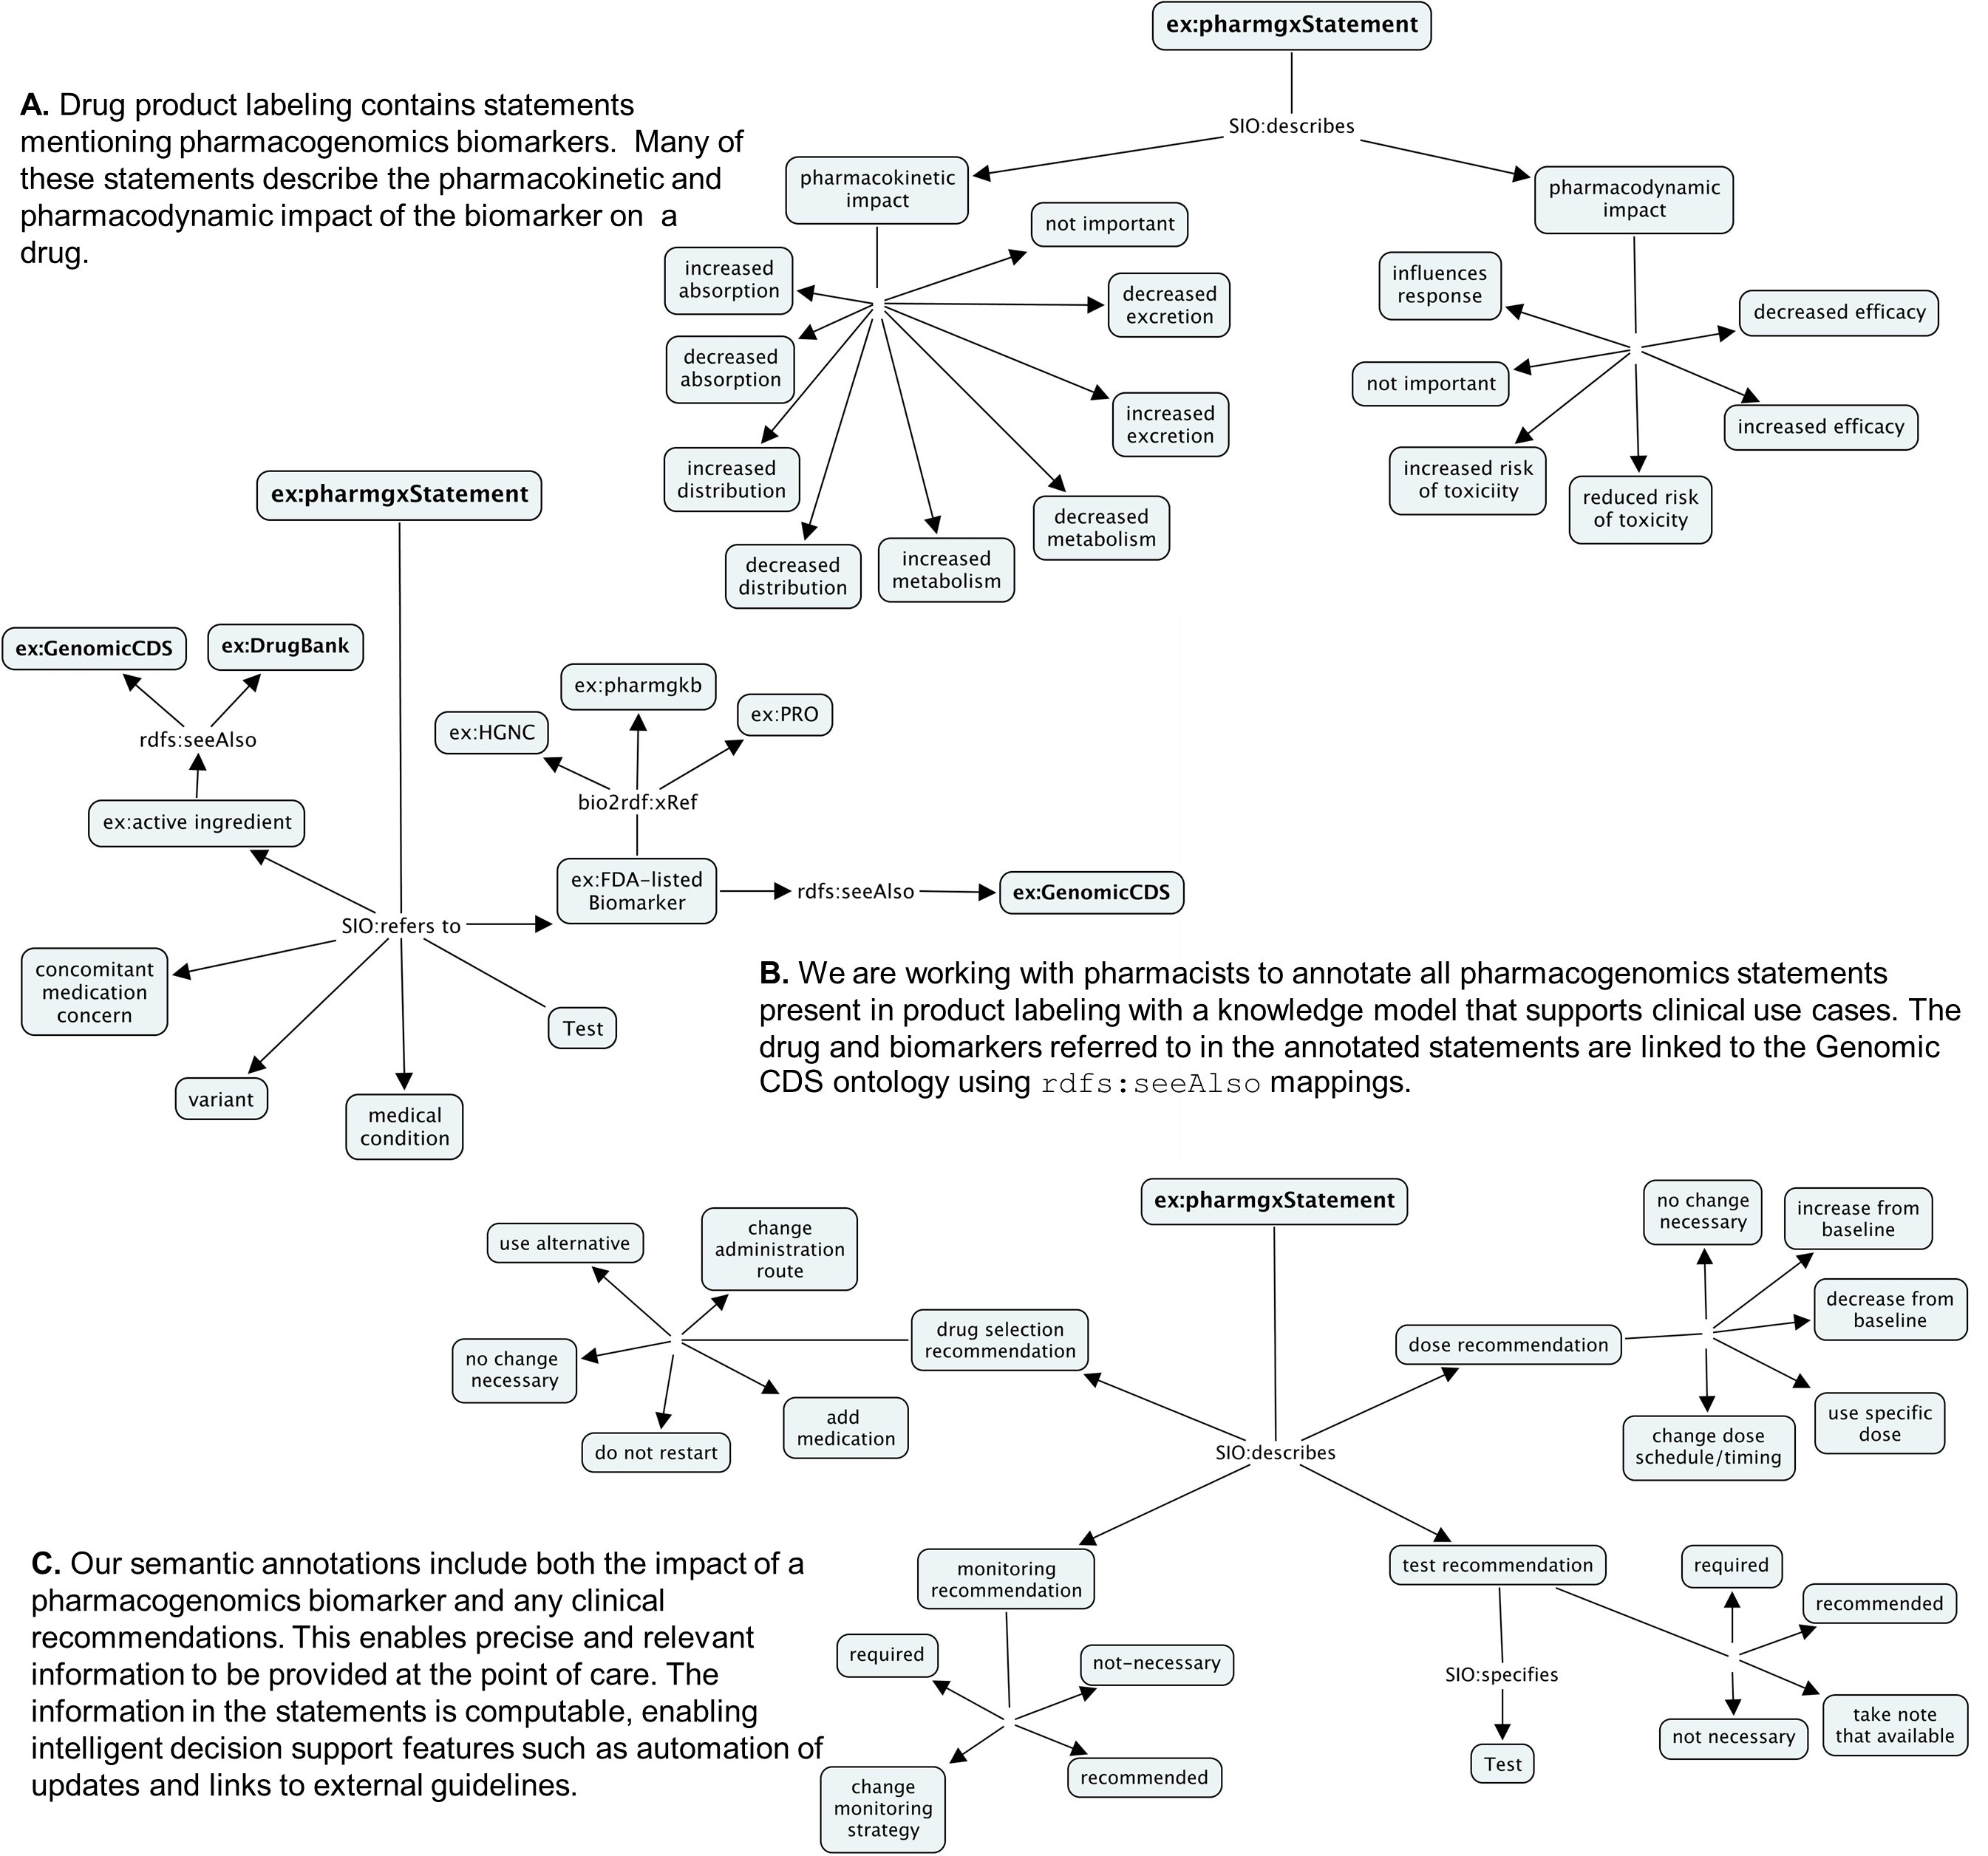 ex:pharmgxStatement
SIO:describes
A. Drug product labeling contains statements
mentioning pharmacogenomics biomarkers.  Many of
these statements describe the pharmacokinetic and
pharmacodynamic impact of the biomarker on  a
drug.
pharmacokinetic
impact
pharmacodynamic
impact
not important
increased
absorption
decreased
excretion
decreased
absorption
increased
excretion
increased
distribution
decreased
metabolism
decreased
distribution
increased
metabolism
influences
response
decreased efficacy
not important
increased efficacy
increased risk
of toxiciity
reduced risk
of toxicity
ex:pharmgxStatement
ex:GenomicCDS
ex:DrugBank
rdfs:seeAlso
ex:active ingredient
ex:pharmgkb
ex:HGNC
ex:PRO
bio2rdf:xRef
ex:FDA-listed
Biomarker
rdfs:seeAlso
ex:GenomicCDS
SIO:refers to
concomitant
medication
concern
Test
variant
medical
condition
B. We are working with pharmacists to annotate all pharmacogenomics statements
present in product labeling with a knowledge model that supports clinical use cases. The
drug and biomarkers referred to in the annotated statements are linked to the Genomic
CDS ontology using rdfs:seeAlso mappings.
ex:pharmgxStatement
use alternative
change
administration
route
drug selection
recommendation
no change
necessary
add
medication
do not restart
no change
necessary
increase from
baseline
decrease from
baseline
dose recommendation
use specific
dose
change dose
schedule/timing
SIO:describes
C. Our semantic annotations include both the impact of a
pharmacogenomics biomarker and any clinical
recommendations. This enables precise and relevant
information to be provided at the point of care. The
information in the statements is computable, enabling
intelligent decision support features such as automation of
updates and links to external guidelines.
monitoring
recommendation
required
not-necessary
change
monitoring
strategy
recommended
test recommendation
required
recommended
SIO:specifies
not necessary
take note
that available
Test